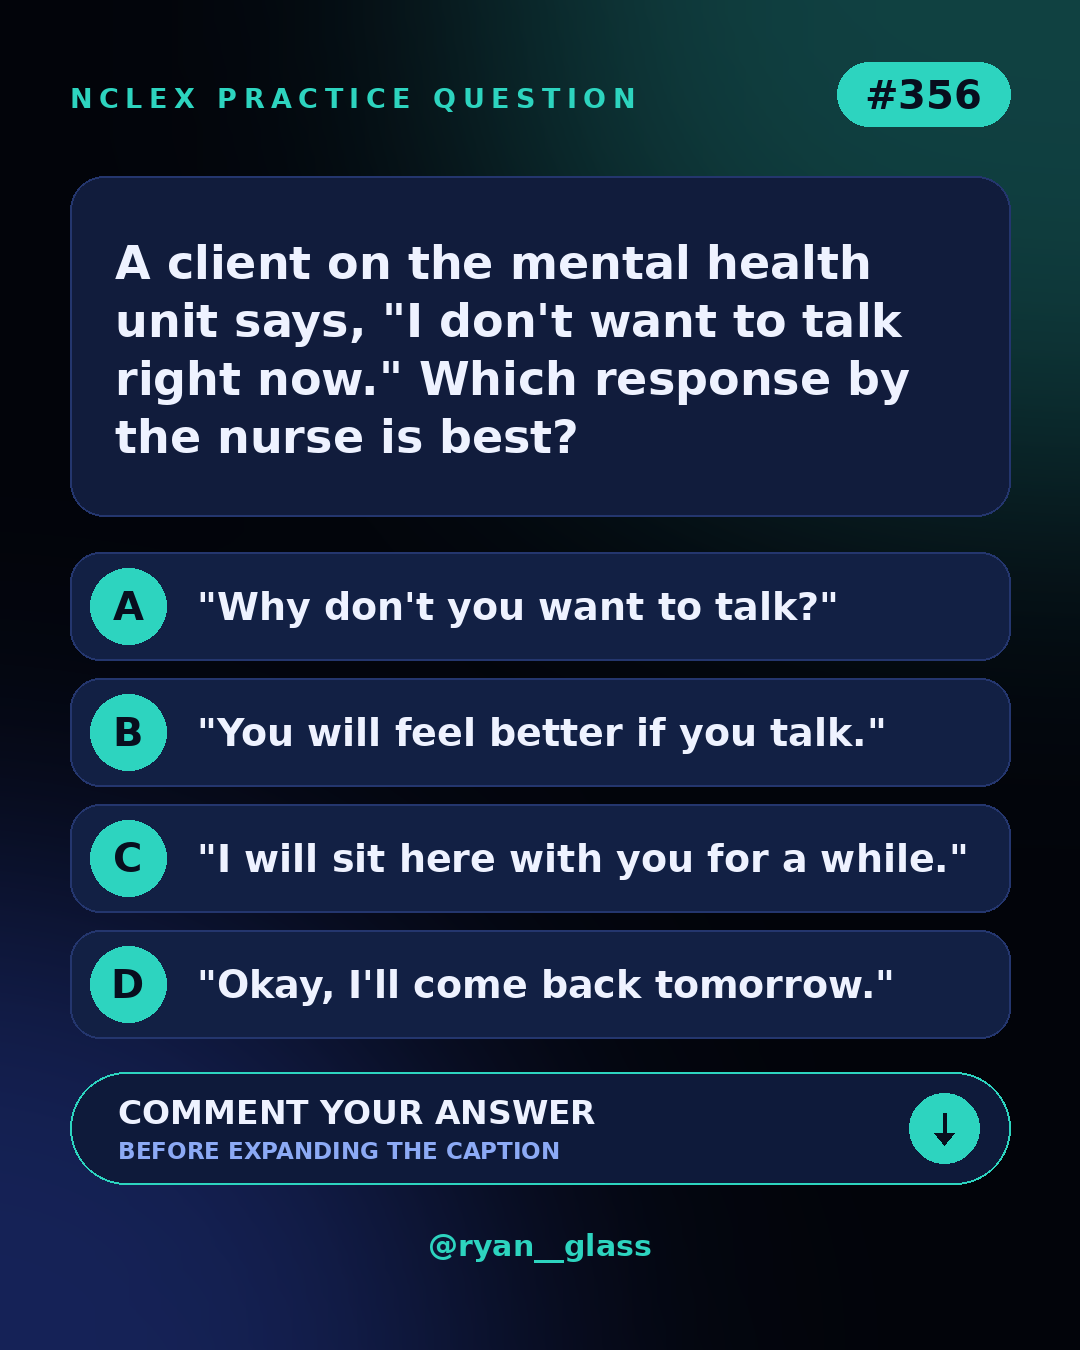 NCLEX PRACTICE QUESTION
#356
A client on the mental health
unit says, "I don't want to talk
right now." Which response by
the nurse is best?
A "Why don't you want to talk?"
B "You will feel better if you talk."
C "I will sit here with you for a while."
D "Okay, I'll come back tomorrow."
COMMENT YOUR ANSWER
BEFORE EXPANDING THE CAPTION
@ryan__glass